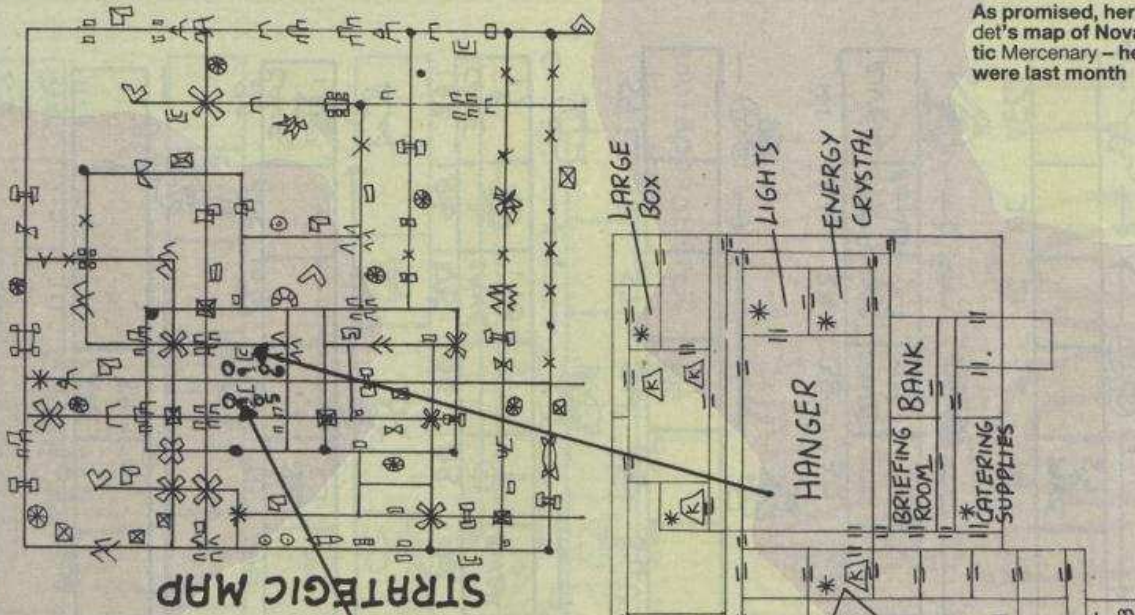 As promised, her
det's map of Nova
tic Mercenary – he
were last month
LARGE
BOX
LIGHTS
ENERGY
CRYSTAL
HANGER
BRIEFING
ROOM
BANK
CATERING
SUPPLIES
K
K
K
K
STRATEGIC MAP